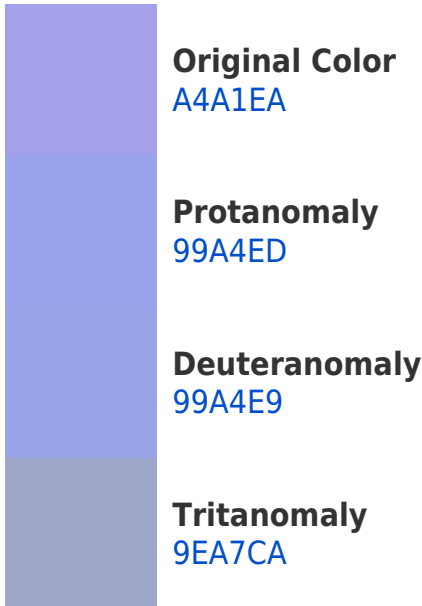 Original Color
A4A1EA
Protanomaly
99A4ED
Deuteranomaly
99A4E9
Tritanomaly
9EA7CA